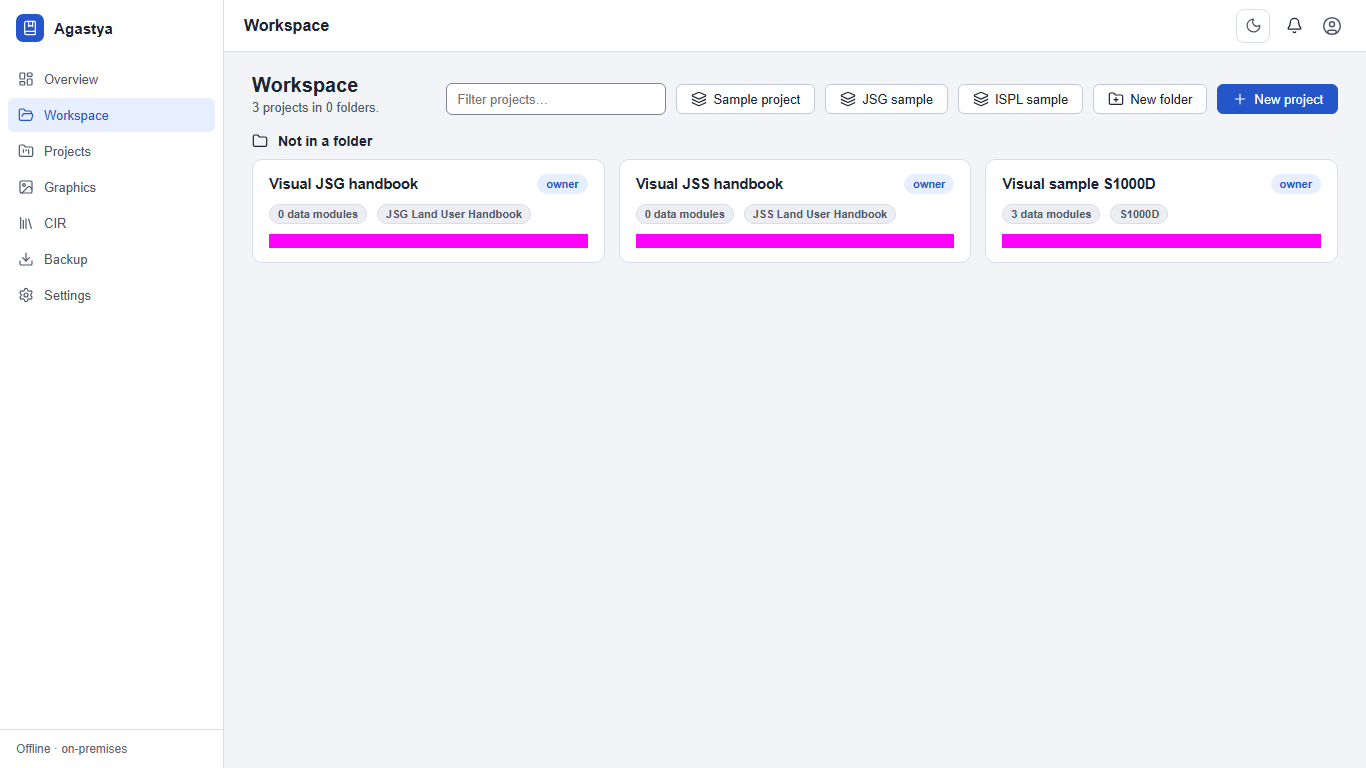 Agastya
Workspace
Overview
Workspace
Projects
Graphics
CIR
Backup
Settings
Offline · on-premises
Workspace
3 projects in 0 folders.
Filter projects…
Sample project
JSG sample
ISPL sample
New folder
New project
Not in a folder
Visual JSG handbook
owner
0 data modules
JSG Land User Handbook
Visual JSS handbook
owner
0 data modules
JSS Land User Handbook
Visual sample S1000D
owner
3 data modules
S1000D